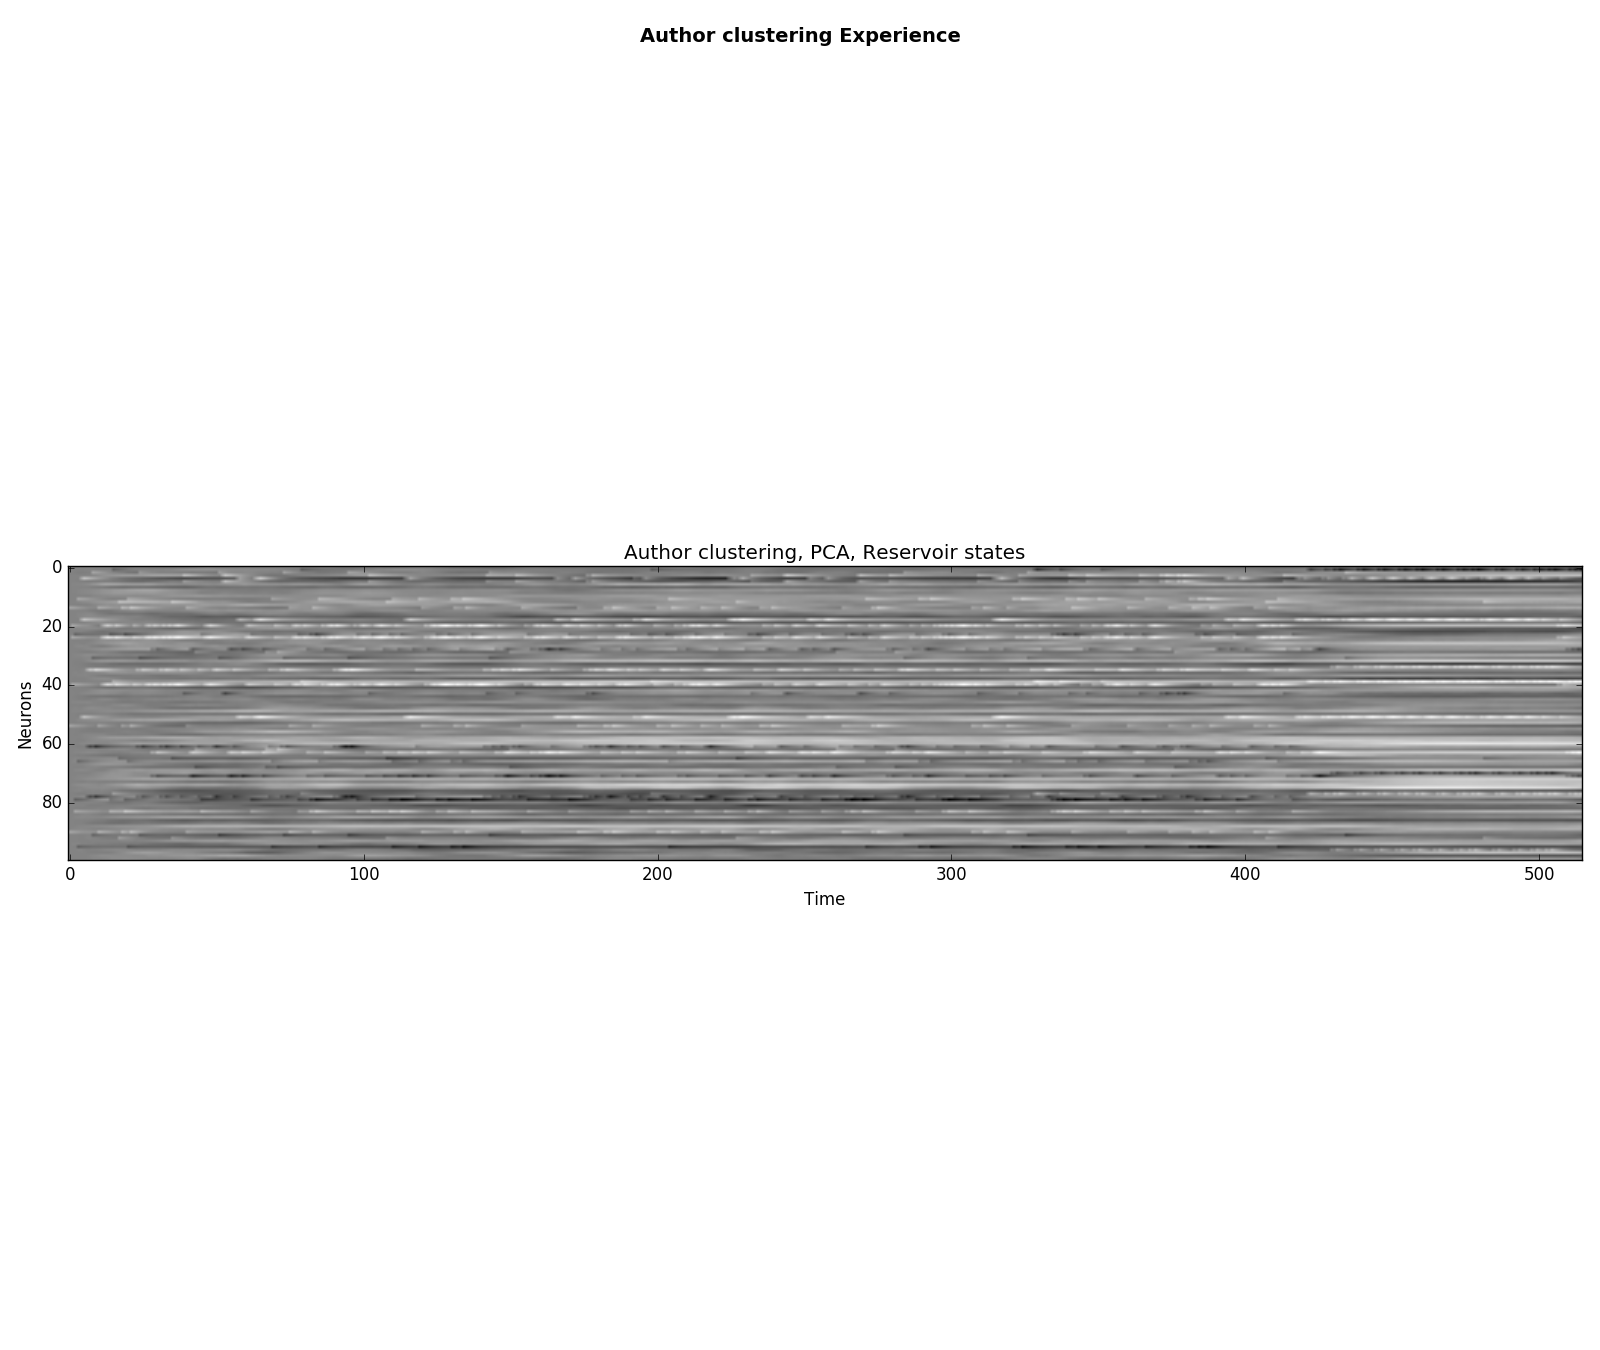 Author clustering Experience
Author clustering, PCA, Reservoir states
0
20
40
60
80
Neurons
0 100 200 300 400 500
Time